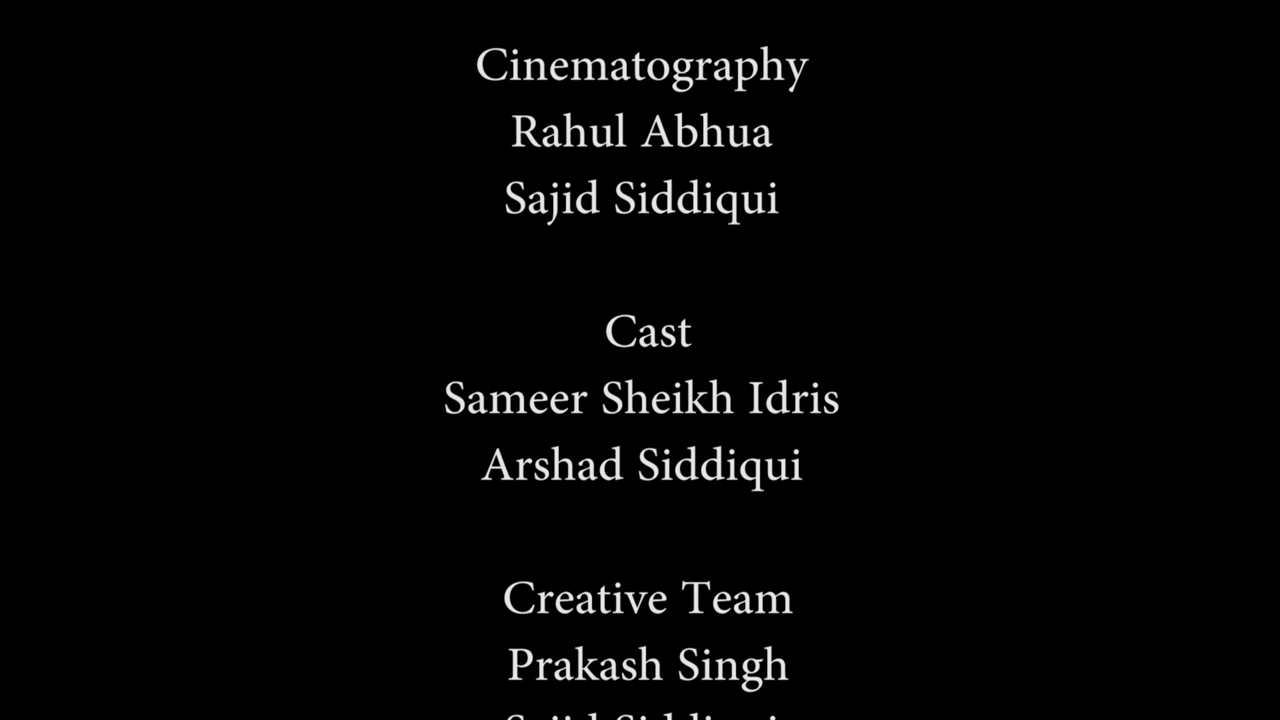 Cinematography
Rahul Abhua
Sajid Siddiqui
Cast
Sameer Sheikh Idris
Arshad Siddiqui
Creative Team
Prakash Singh